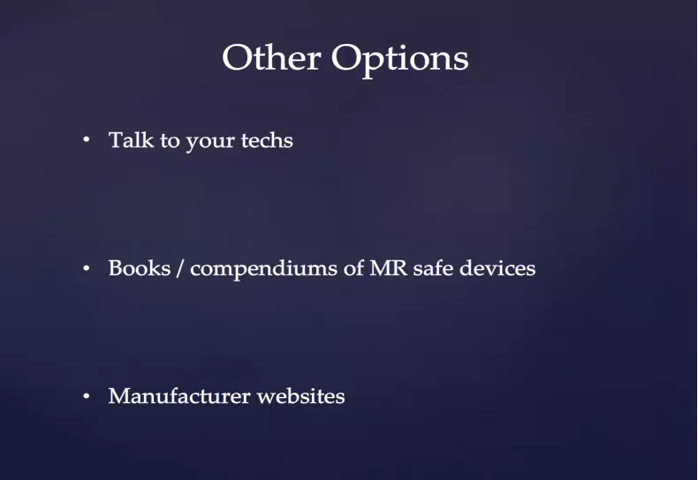 Other Options
• Talk to your techs
• Books / compendiums of MR safe devices
• Manufacturer websites